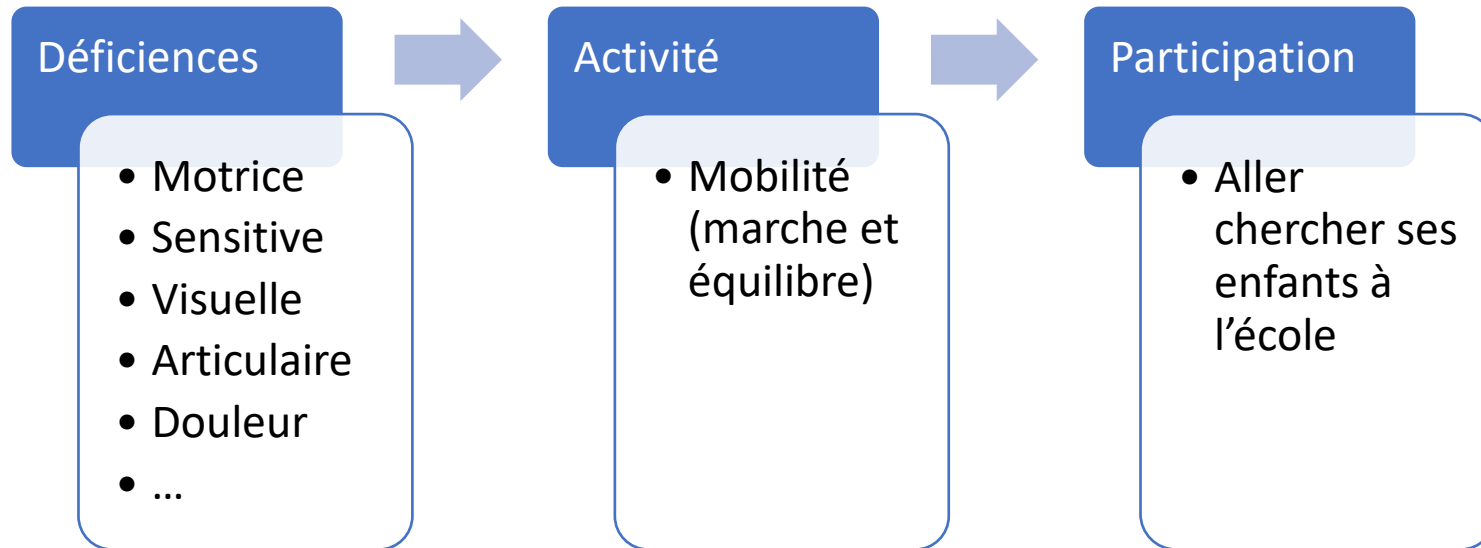 Déficiences
• Motrice
• Sensitive
• Visuelle
• Articulaire
• Douleur
• …
Activité
• Mobilité
(marche et
équilibre)
Participation
• Aller
chercher ses
enfants à
l’école